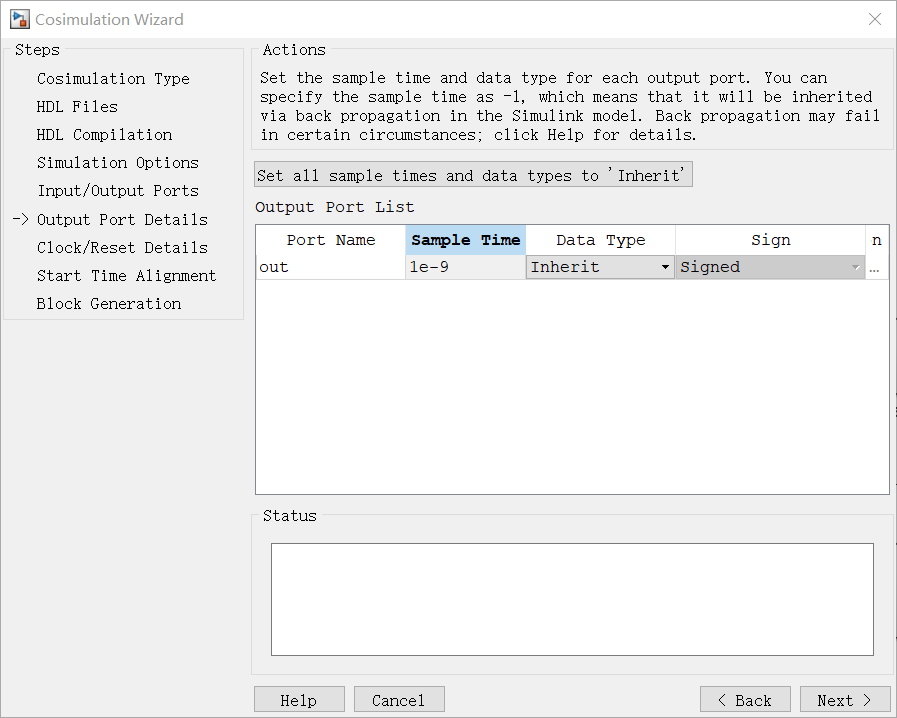 Cosimulation Wizard
Steps
Cosimulation Type
HDL Files
HDL Compilation
Simulation Options
Input/Output Ports
-> Output Port Details
Clock/Reset Details
Start Time Alignment
Block Generation
Actions
Set the sample time and data type for each output port. You can
specify the sample time as -1, which means that it will be inherited
via back propagation in the Simulink model. Back propagation may fail
in certain circumstances; click Help for details.
Set all sample times and data types to 'Inherit'
Output Port List
Port Name Sample Time Data Type Sign n
out 1e-9 Inherit Signed ...
Status
Help Cancel < Back Next >